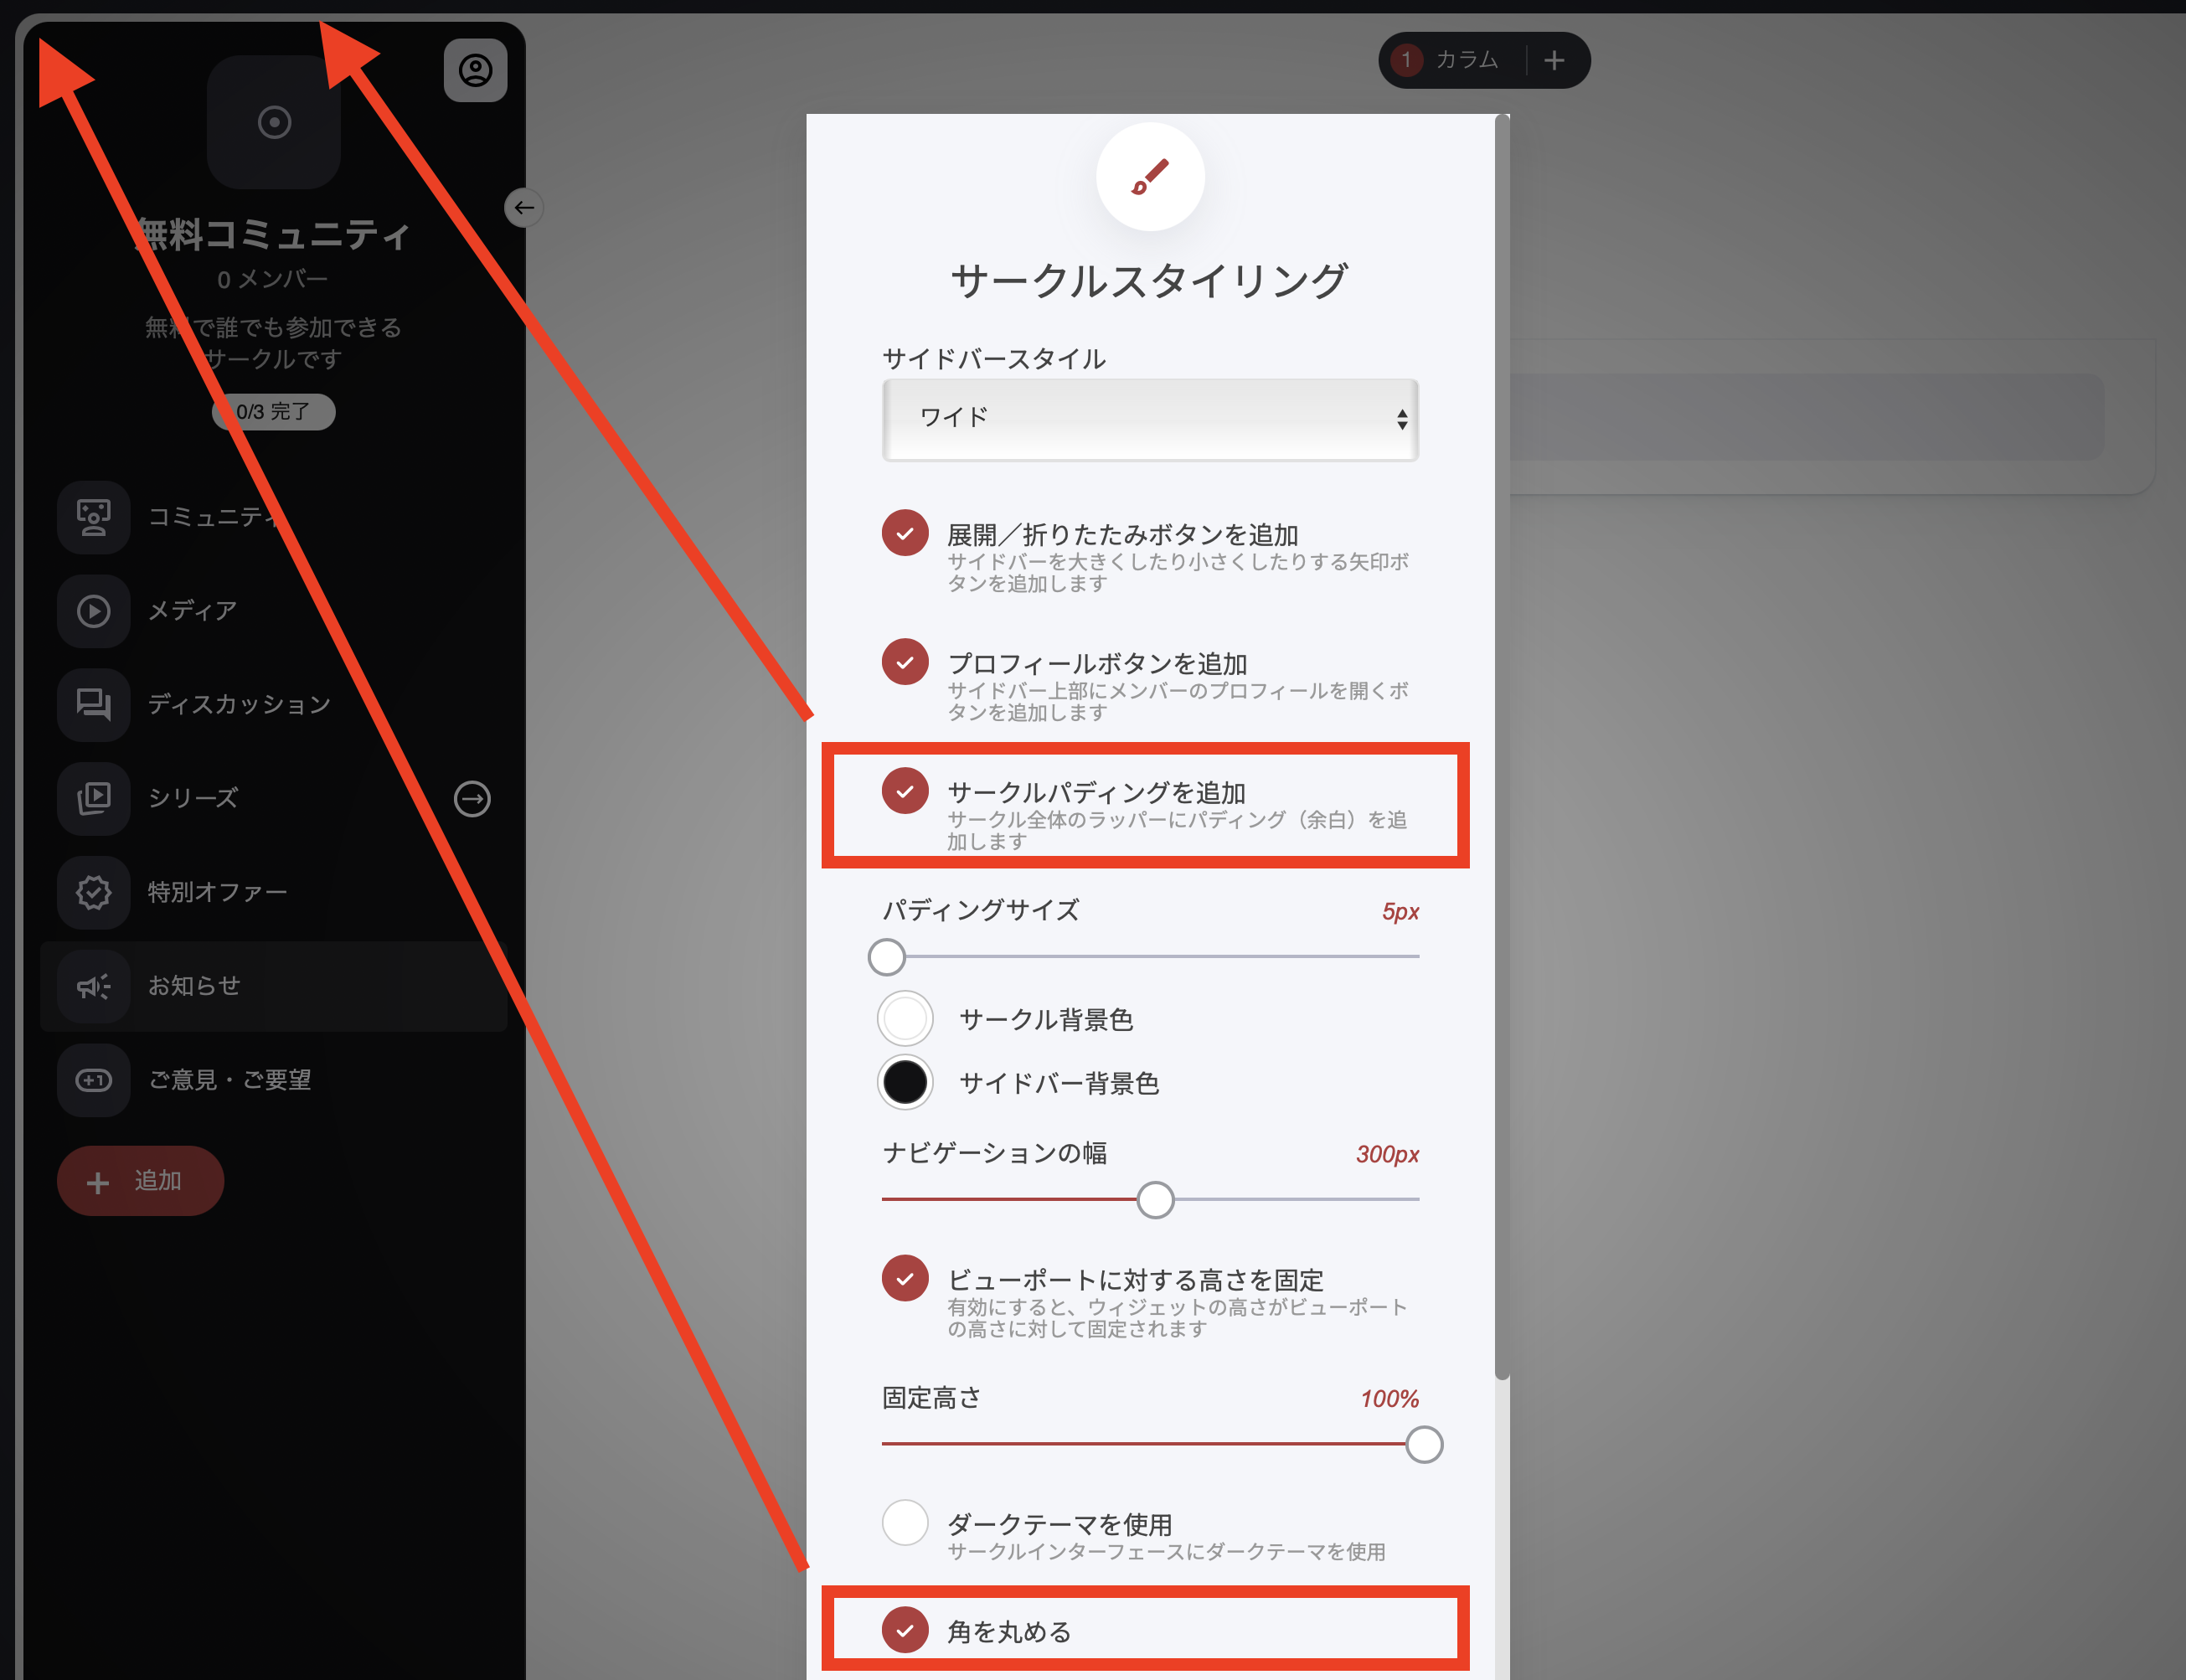 1 カラム
無料コミュニティ
0 メンバー
無料で誰でも参加できる
サークルです
0/3 完了
コミュニティ
メディア
ディスカッション
シリーズ
特別オファー
お知らせ
+1 ご意見・ご要望
+ 追加
サークルスタイリング
サイドバースタイル
ワイド
展開／折りたたみボタンを追加
サイドバーを大きくしたり小さくしたりする矢印ボ
タンを追加します
プロフィールボタンを追加
サイドバー上部にメンバーのプロフィールを開くボ
タンを追加します
サークルパディングを追加
サークル全体のラッパーにパディング（余白）を追
加します
パディングサイズ 5px
サークル背景色
サイドバー背景色
ナビゲーションの幅 300px
ビューポートに対する高さを固定
有効にすると、ウィジェットの高さがビューポート
の高さに対して固定されます
固定高さ 100%
ダークテーマを使用
サークルインターフェースにダークテーマを使用
角を丸める